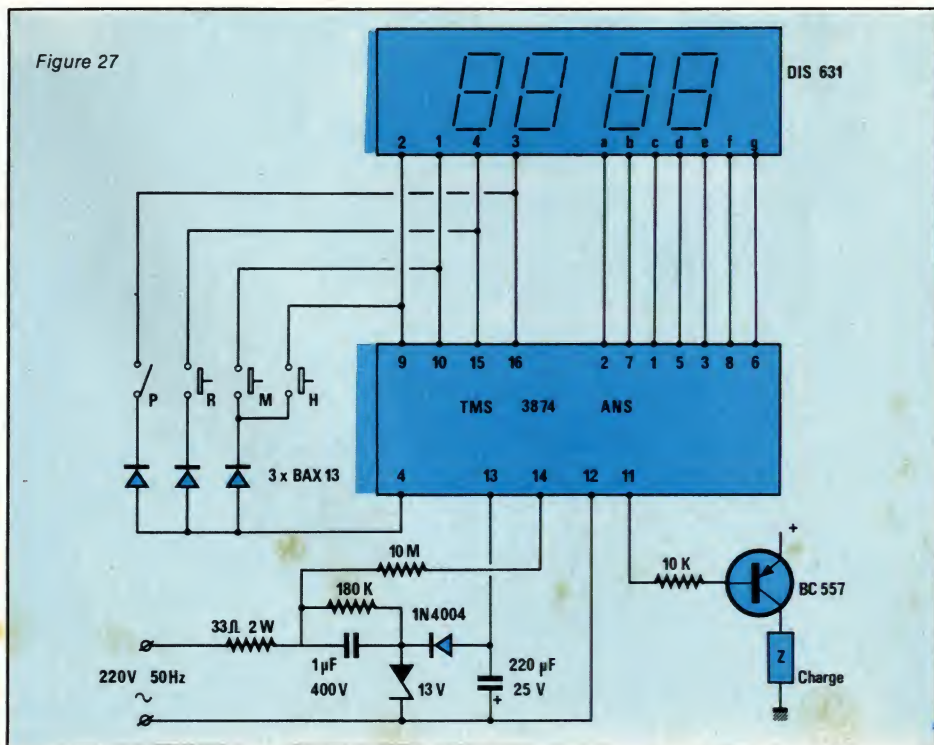 Figure 27
DIS 631
2 1 4 3 a b c d e f g
9 10 15 16 2 7 1 5 3 8 6
P R M H
TMS 3874 ANS
3 x BAX 13
4 13 14 12 11
10 M
180 K
1N4004
10 K
+
BC 557
33Ω 2 W
1µF
400V
13 V
220 µF
25 V
+
220V 50Hz
~
Z
Charge